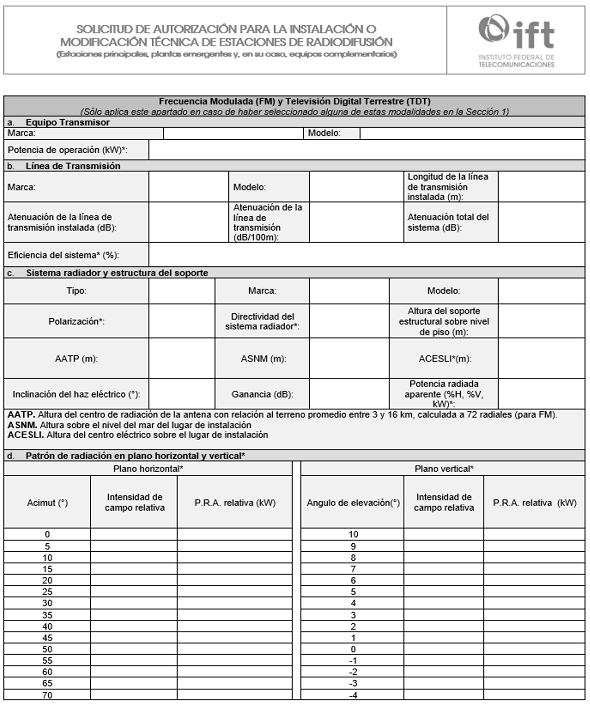 SOLICITUD DE AUTORIZACIÓN PARA LA INSTALACIÓN O
MODIFICACIÓN TÉCNICA DE ESTACIONES DE RADIODIFUSIÓN
(Estaciones principales, plantas emergentes y, en su caso, equipos complementarios)
ift
INSTITUTO FEDERAL DE
TELECOMUNICACIONES
Frecuencia Modulada (FM) y Televisión Digital Terrestre (TDT)
(Sólo aplica este apartado en caso de haber seleccionado alguna de estas modalidades en la Sección 1)
a. Equipo Transmisor
Marca: Modelo:
Potencia de operación (kW)*:
b. Línea de Transmisión
Marca: Modelo: Longitud de la línea de transmisión instalada (m):
Atenuación de la línea de transmisión instalada (dB): Atenuación de la línea de transmisión (dB/100m): Atenuación total del sistema (dB):
Eficiencia del sistema* (%):
c. Sistema radiador y estructura del soporte
Tipo: Marca: Modelo:
Polarización*: Directividad del sistema radiador*: Altura del soporte estructural sobre nivel de piso (m):
AATP (m): ASNM (m): ACESLI*(m):
Inclinación del haz eléctrico (°): Ganancia (dB): Potencia radiada aparente (%H, %V, kW)*:
AATP. Altura del centro de radiación de la antena con relación al terreno promedio entre 3 y 16 km, calculada a 72 radiales (para FM).
ASNM. Altura sobre el nivel del mar del lugar de instalación
ACESLI. Altura del centro eléctrico sobre el lugar de instalación
d. Patrón de radiación en plano horizontal y vertical*
Plano horizontal* Plano vertical*
Acimut (°) Intensidad de campo relativa P.R.A. relativa (kW) Angulo de elevación(°) Intensidad de campo relativa P.R.A. relativa (kW)
0 10
5 9
10 8
15 7
20 6
25 5
30 4
35 3
40 2
45 1
50 0
55 -1
60 -2
65 -3
70 -4